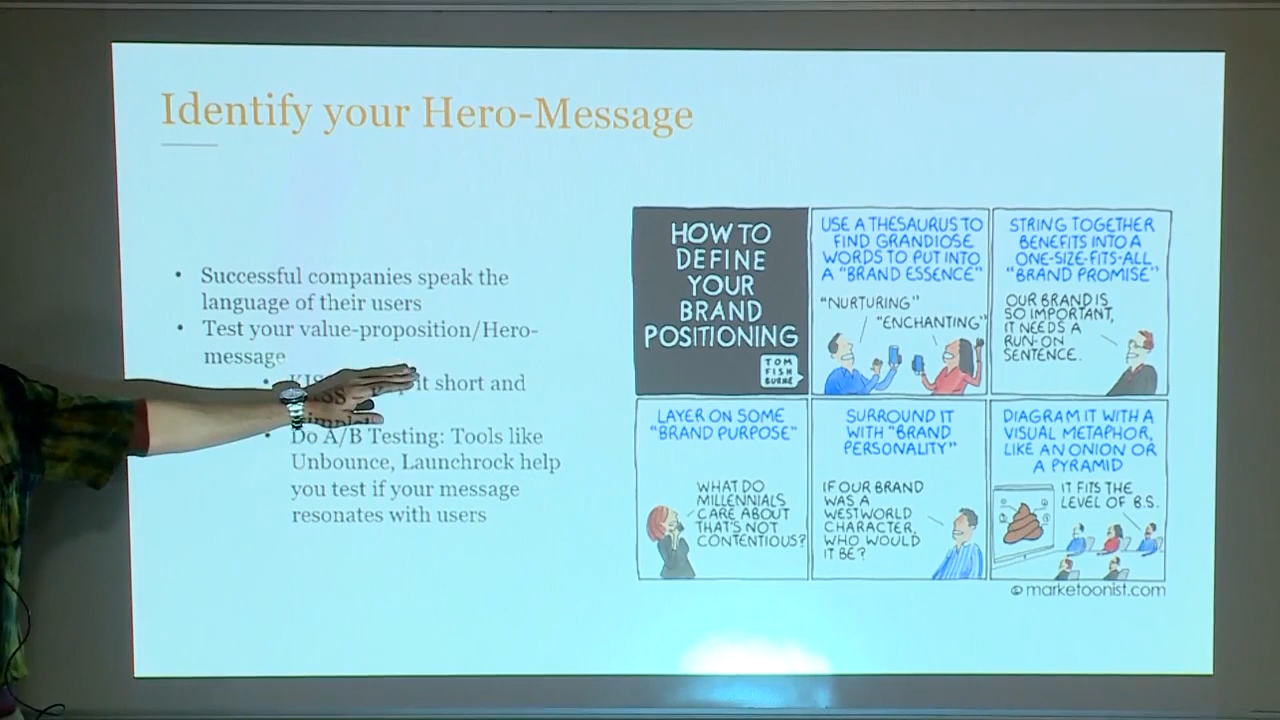 Identify your Hero-Message
Successful companies speak the
language of their users
Test your value-proposition/Hero-
message
it short and
Do A/B Testing: Tools like
Unbounce, Launchrock help
you test if your message
resonates with users
HOW TO
DEFINE
YOUR
BRAND
POSITIONING
TOM
FISH
BURNE
USE A THESAURUS TO
FIND GRANDIOSE
WORDS TO PUT INTO
A "BRAND ESSENCE"
"NURTURING"
"ENCHANTING"
STRING TOGETHER
BENEFITS INTO A
ONE-SIZE-FITS-ALL
"BRAND PROMISE"
OUR BRAND IS
SO IMPORTANT,
IT NEEDS A
RUN-ON
SENTENCE.
LAYER ON SOME
"BRAND PURPOSE"
WHAT DO
MILLENNIALS
CARE ABOUT
THAT'S NOT
CONTENTIOUS?
SURROUND IT
WITH "BRAND
PERSONALITY"
IF OUR BRAND
WAS A
WESTWORLD
CHARACTER,
WHO WOULD
IT BE?
DIAGRAM IT WITH A
VISUAL METAPHOR,
LIKE AN ONION OR
A PYRAMID
IT FITS THE
LEVEL OF B.S.
© marketoonist.com